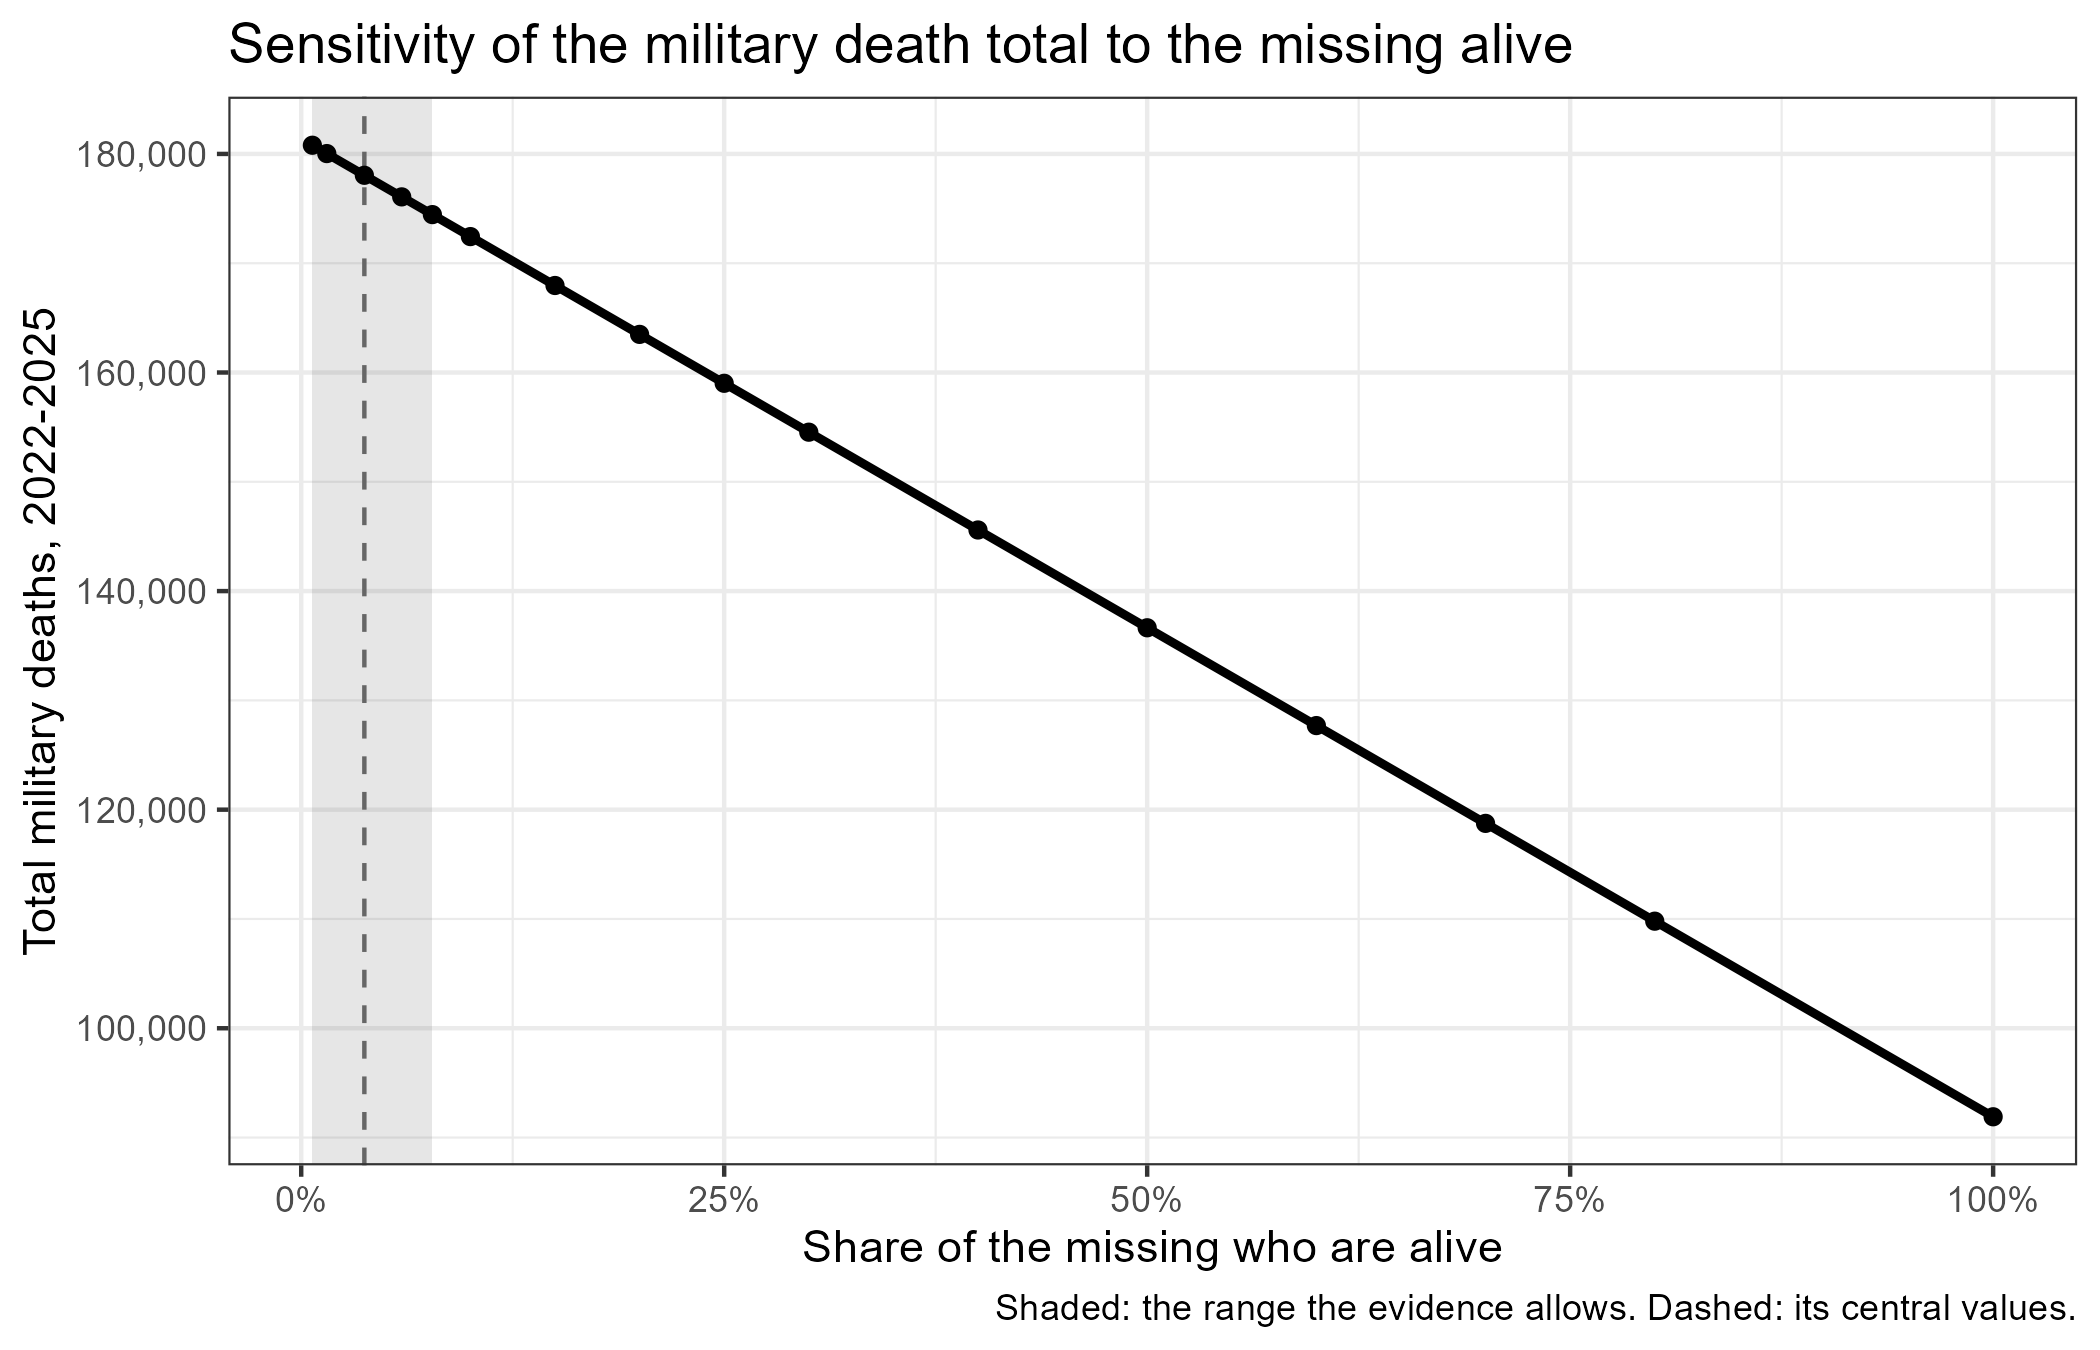 Sensitivity of the military death total to the missing alive
Total military deaths, 2022-2025
180,000
160,000
140,000
120,000
100,000
0%
25%
50%
75%
100%
Share of the missing who are alive
Shaded: the range the evidence allows. Dashed: its central values.